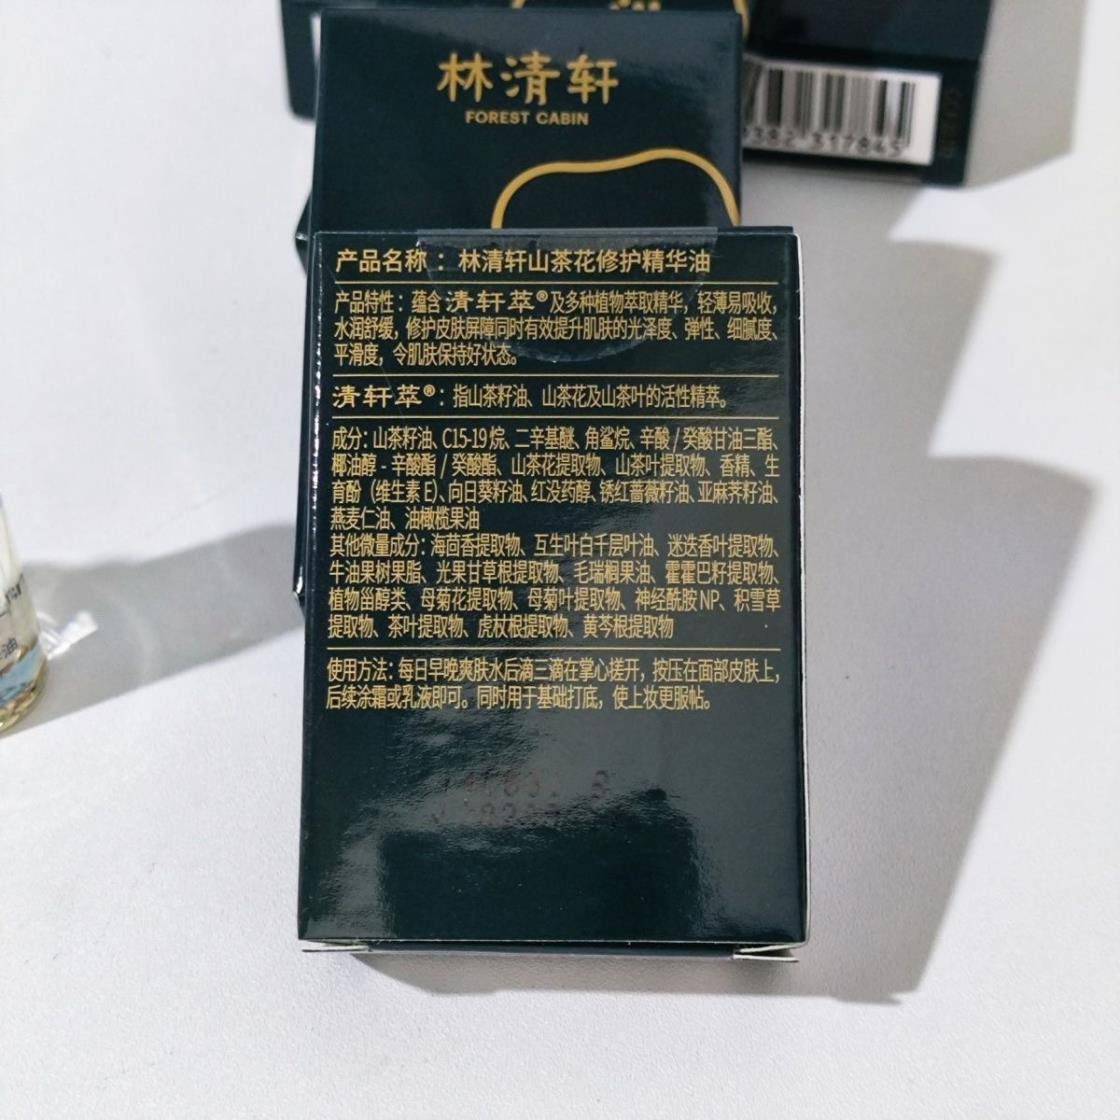 林清轩
FOREST CABIN
382 317845
产品名称：林清轩山茶花修护精华油
产品特性：蕴含清轩萃®及多种植物萃取精华，轻薄易吸收，
水润舒缓，修护皮肤屏障同时有效提升肌肤的光泽度、弹性、细腻度、
平滑度，令肌肤保持好状态。
清轩萃®：指山茶籽油、山茶花及山茶叶的活性精萃。
成分：山茶籽油、C15-19 烷、二辛基醚、角鲨烷、辛酸 / 癸酸甘油三酯、
椰油醇 - 辛酸酯 / 癸酸酯、山茶花提取物、山茶叶提取物、香精、生
育酚（维生素 E）、向日葵籽油、红没药醇、锈红蔷薇籽油、亚麻荠籽油、
燕麦仁油、油橄榄果油
其他微量成分：海茴香提取物、互生叶白千层叶油、迷迭香叶提取物、
牛油果树果脂、光果甘草根提取物、毛瑞榈果油、霍霍巴籽提取物、
植物甾醇类、母菊花提取物、母菊叶提取物、神经酰胺 NP、积雪草
提取物、茶叶提取物、虎杖根提取物、黄芩根提取物
使用方法：每日早晚爽肤水后滴三滴在掌心搓开，按压在面部皮肤上，
后续涂霜或乳液即可。同时用于基础打底，使上妆更服帖。
油